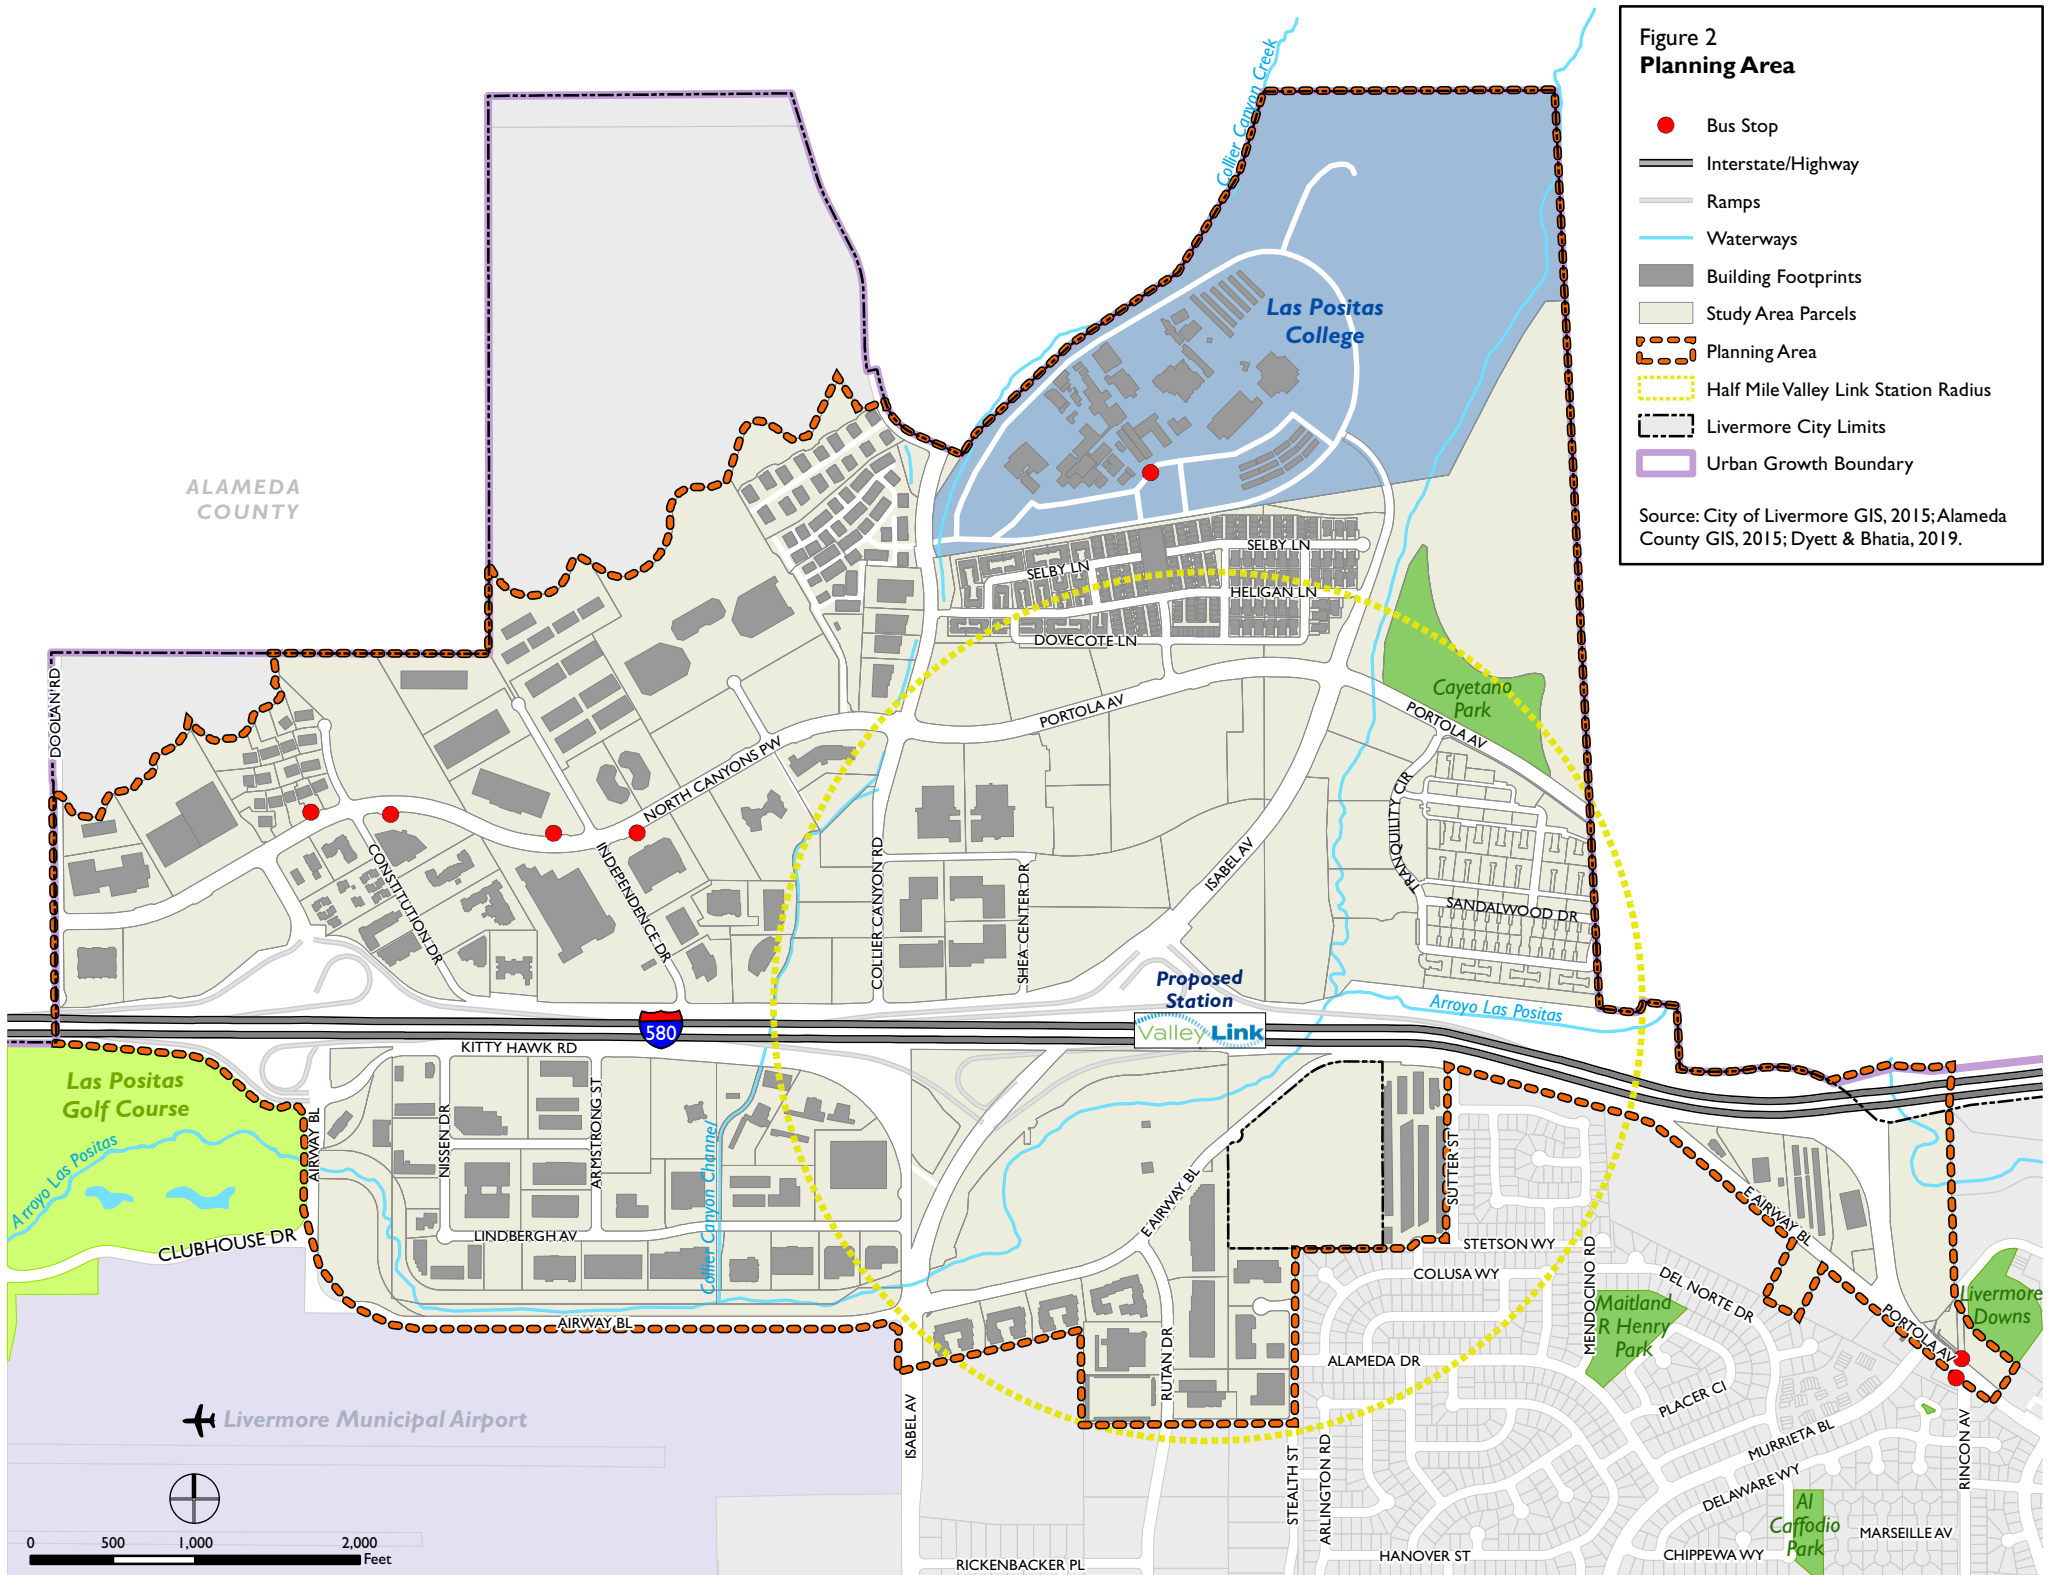 Figure 2
Planning Area
Bus Stop
Interstate/Highway
Ramps
Waterways
Building Footprints
Study Area Parcels
Planning Area
Half Mile Valley Link Station Radius
Livermore City Limits
Urban Growth Boundary
Source: City of Livermore GIS, 2015; Alameda
County GIS, 2015; Dyett & Bhatia, 2019.
Collier Canyon Creek
Las Positas
College
ALAMEDA
COUNTY
SELBY LN
SELBY LN
HELIGAN LN
DOVECOTE LN
DOOLAN RD
Cayetano
Park
PORTOLA AV
PORTOLA AV
NORTH CANYONS PW
TRANQUILITY CIR
CONSTITUTION DR
INDEPENDENCE DR
COLLIER CANYON RD
SHEA CENTER DR
ISABEL AV
SANDALWOOD DR
Proposed
Station
Valley Link
Arroyo Las Positas
580
KITTY HAWK RD
Las Positas
Golf Course
Arroyo Las Positas
AIRWAY BL
NISSEN DR
ARMSTRONG ST
Collier Canyon Channel
LINDBERGH AV
CLUBHOUSE DR
AIRWAY BL
E AIRWAY BL
SUTTER ST
STETSON WY
COLUSA WY
MENDOCINO RD
DEL NORTE DR
E AIRWAY BL
Maitland
R Henry
Park
Livermore
Downs
PORTOLA AV
ALAMEDA DR
RUTAN DR
PLACER CI
MURRIETA BL
DELAWARE WY
RINCON AV
ISABEL AV
STEALTH ST
ARLINGTON RD
Livermore Municipal Airport
Al
Caffodio
Park
MARSEILLE AV
CHIPPEWA WY
HANOVER ST
RICKENBACKER PL
0 500 1,000 2,000
Feet